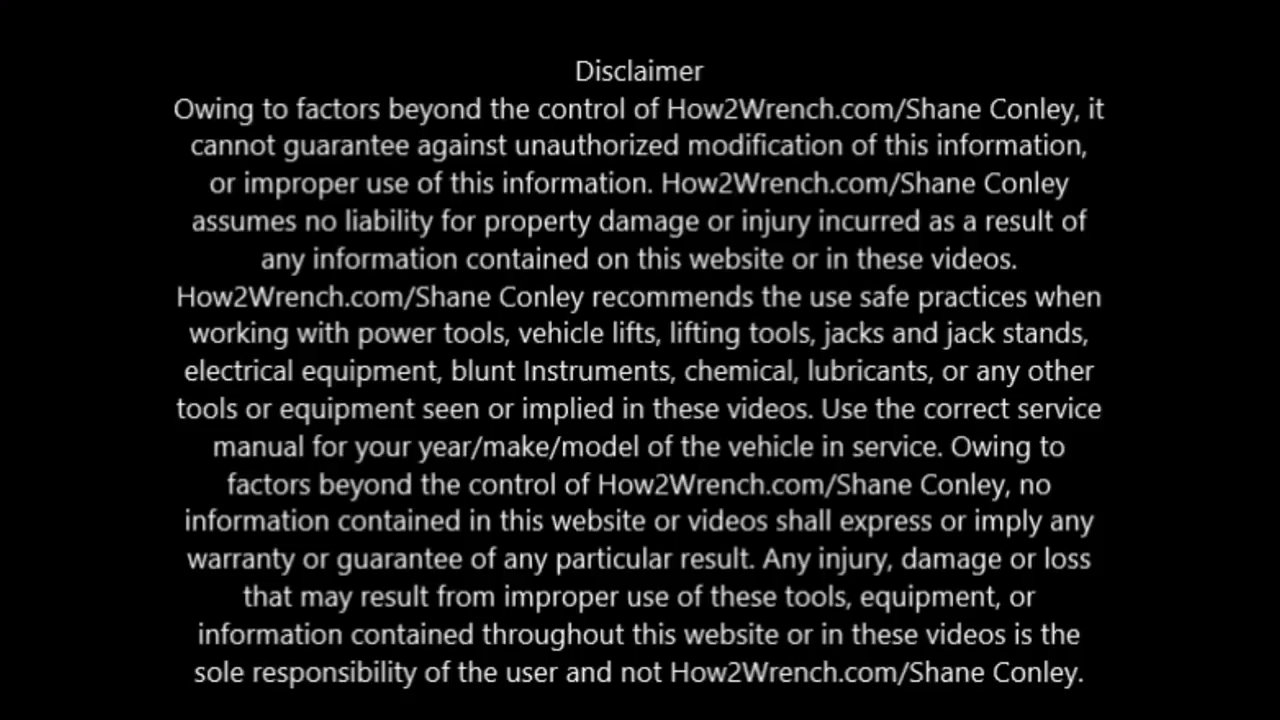 Disclaimer
Owing to factors beyond the control of How2Wrench.com/Shane Conley, it
cannot guarantee against unauthorized modification of this information,
or improper use of this information. How2Wrench.com/Shane Conley
assumes no liability for property damage or injury incurred as a result of
any information contained on this website or in these videos.
How2Wrench.com/Shane Conley recommends the use safe practices when
working with power tools, vehicle lifts, lifting tools, jacks and jack stands,
electrical equipment, blunt Instruments, chemical, lubricants, or any other
tools or equipment seen or implied in these videos. Use the correct service
manual for your year/make/model of the vehicle in service. Owing to
factors beyond the control of How2Wrench.com/Shane Conley, no
information contained in this website or videos shall express or imply any
warranty or guarantee of any particular result. Any injury, damage or loss
that may result from improper use of these tools, equipment, or
information contained throughout this website or in these videos is the
sole responsibility of the user and not How2Wrench.com/Shane Conley.